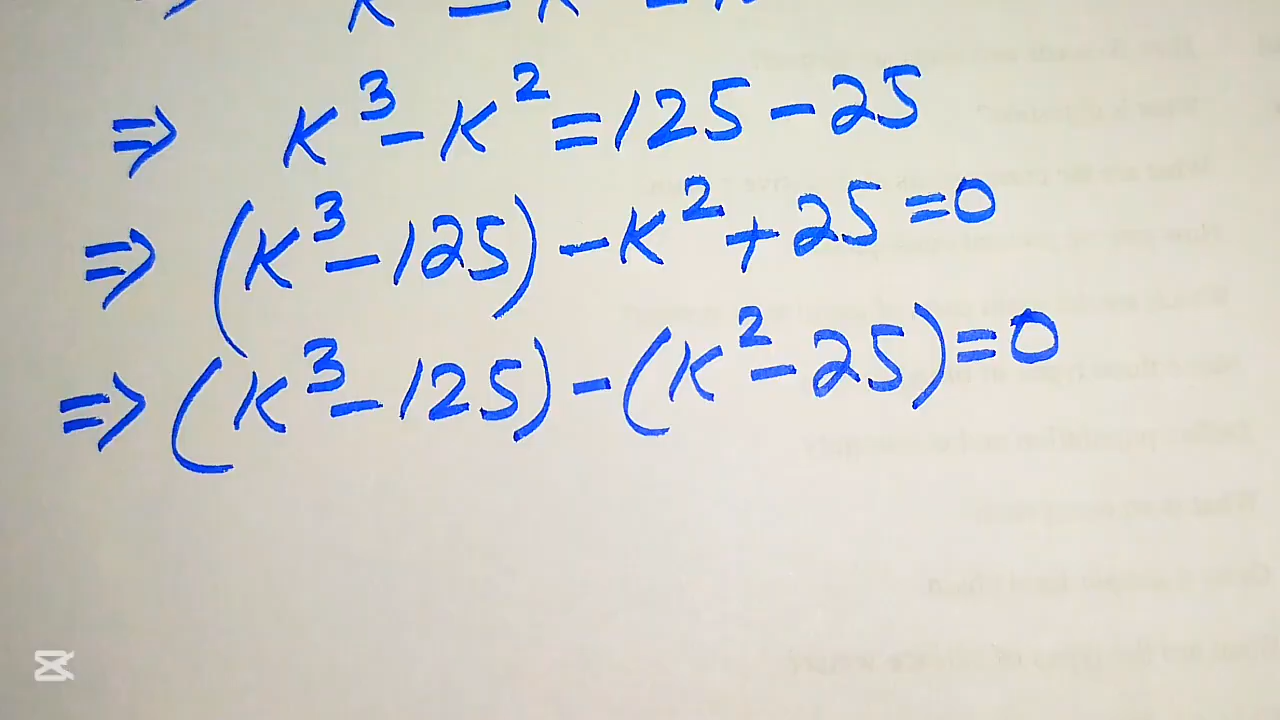 ⇒ K³ - K² = 125 - 25
⇒ (K³ - 125) - K² + 25 = 0
⇒ (K³ - 125) - (K² - 25) = 0